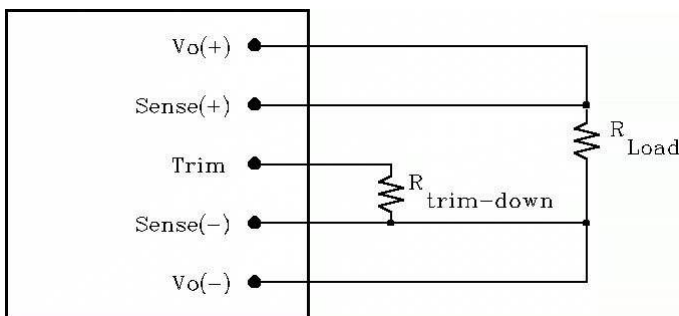 Vo(+)
Sense(+)
R
Load
Trim
R
trim-down
Sense(-)
Vo(-)